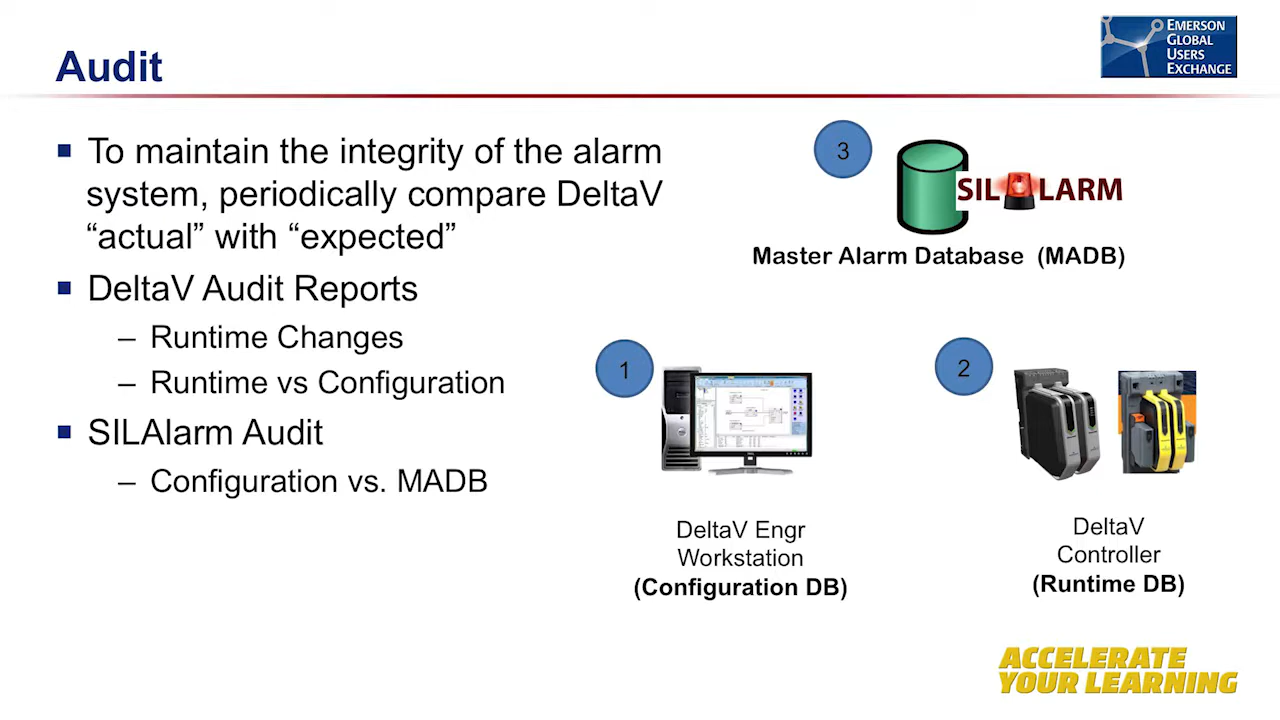 Audit
EMERSON
GLOBAL
USERS
EXCHANGE
To maintain the integrity of the alarm
system, periodically compare DeltaV
“actual” with “expected”
DeltaV Audit Reports
– Runtime Changes
– Runtime vs Configuration
SILAlarm Audit
– Configuration vs. MADB
3
SIL LARM
Master Alarm Database (MADB)
1
2
DeltaV Engr
Workstation
(Configuration DB)
DeltaV
Controller
(Runtime DB)
ACCELERATE
YOUR LEARNING